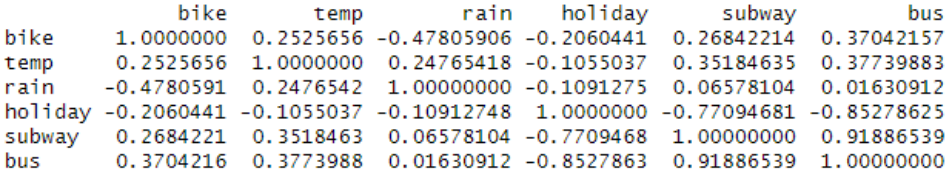 bike temp rain holiday subway bus
bike 1.0000000 0.2525656 -0.47805906 -0.2060441 0.26842214 0.37042157
temp 0.2525656 1.0000000 0.24765418 -0.1055037 0.35184635 0.37739883
rain -0.4780591 0.2476542 1.00000000 -0.1091275 0.06578104 0.01630912
holiday -0.2060441 -0.1055037 -0.10912748 1.0000000 -0.77094681 -0.85278625
subway 0.2684221 0.3518463 0.06578104 -0.7709468 1.00000000 0.91886539
bus 0.3704216 0.3773988 0.01630912 -0.8527863 0.91886539 1.00000000